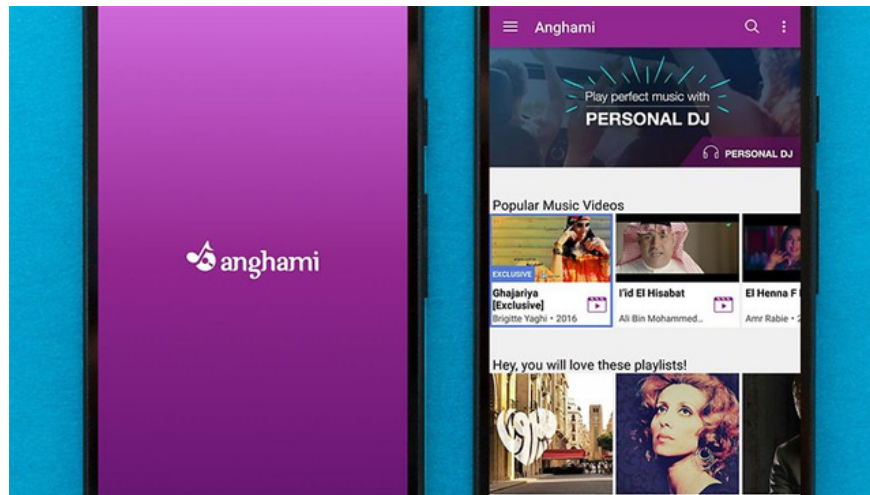 anghami
Anghami
Play perfect music with
PERSONAL DJ
PERSONAL DJ
Popular Music Videos
EXCLUSIVE
Ghajariya
[Exclusive]
Brigitte Yaghi • 2016
I'id El Hisabat
Ali Bin Mohammed..
El Henna F
Amr Rabie •
Hey, you will love these playlists!